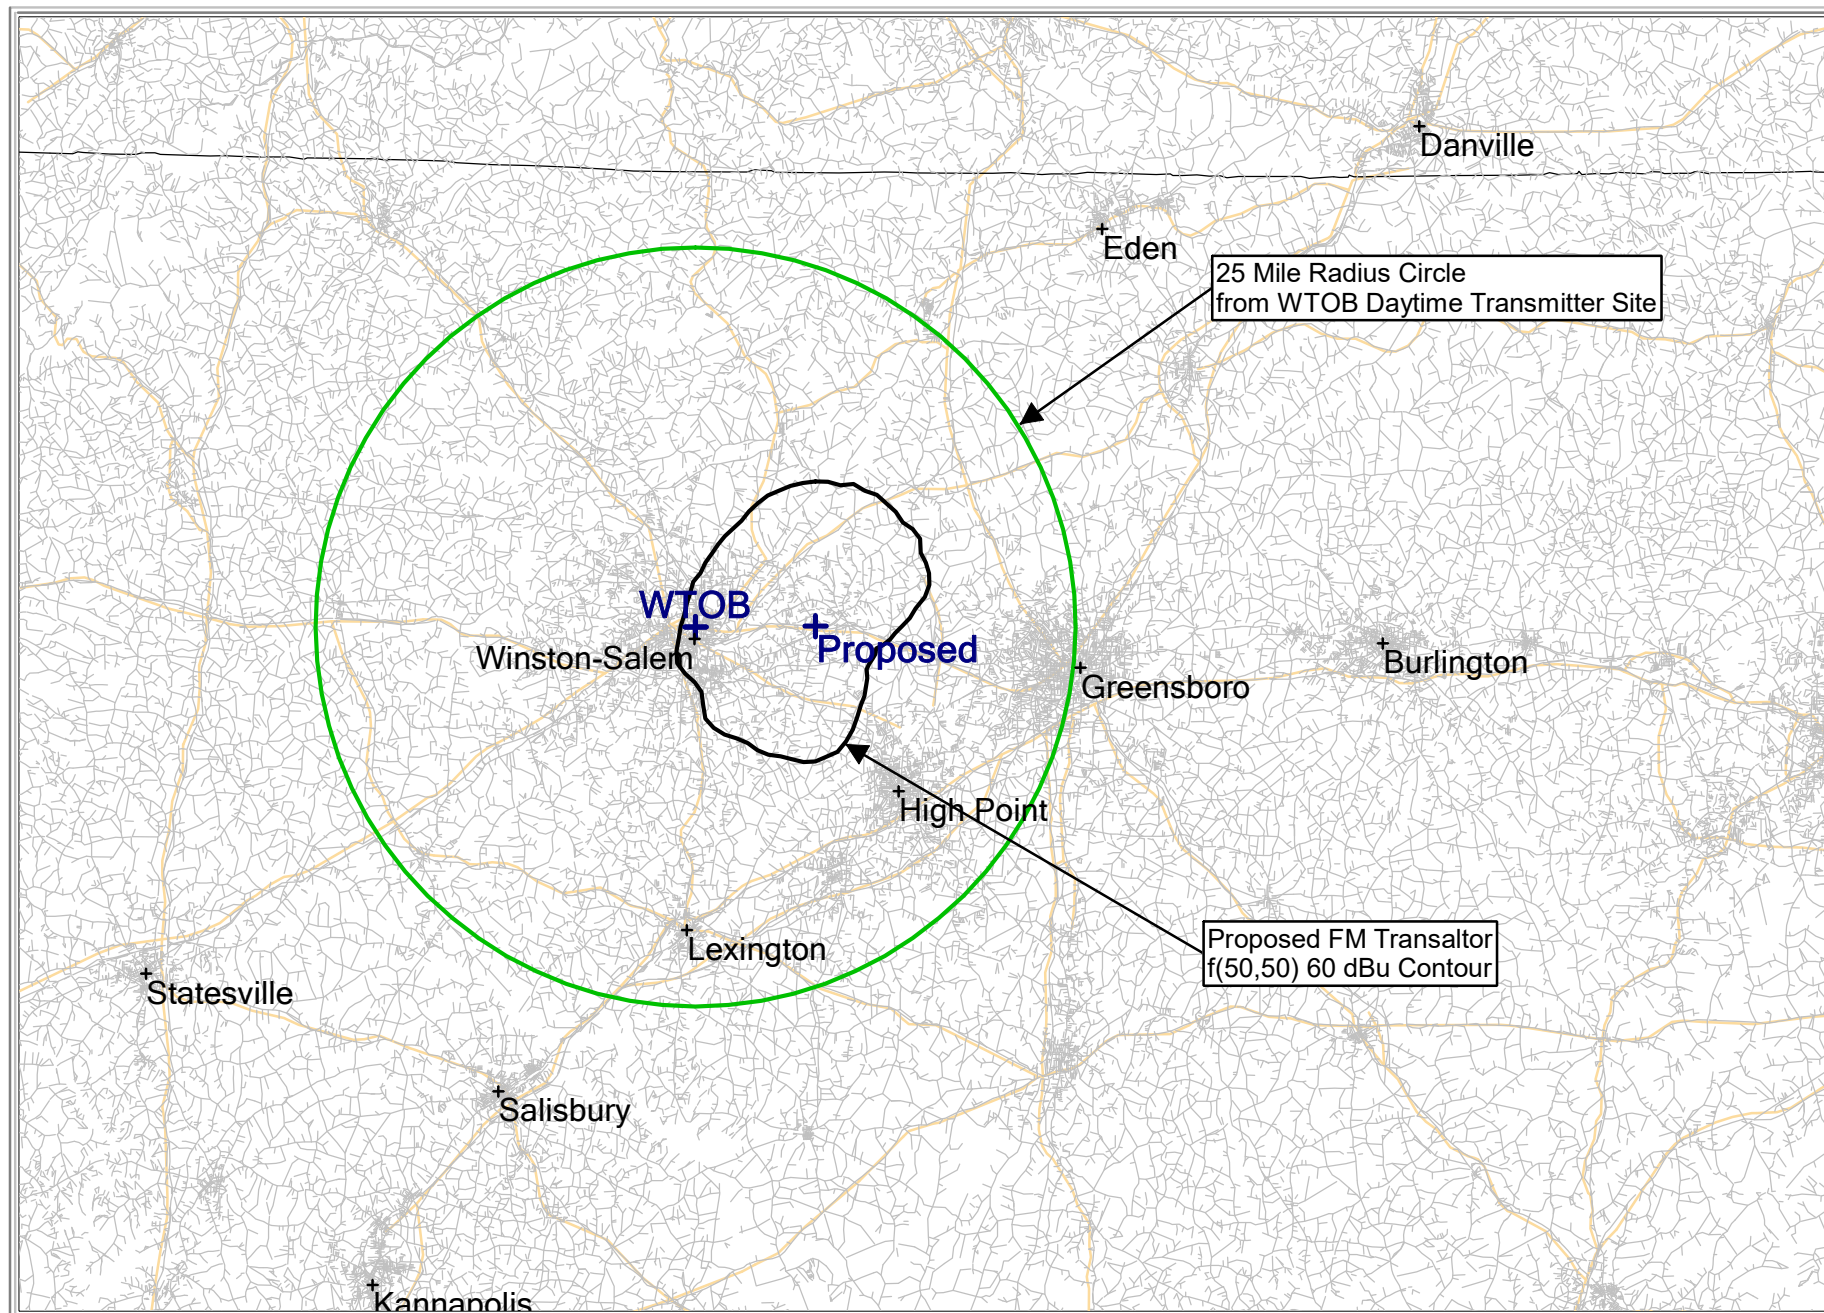 Danville
Eden
25 Mile Radius Circle
from WTOB Daytime Transmitter Site
WTOB
Winston-Salem
Proposed
Greensboro
Burlington
High Point
Lexington
Proposed FM Transaltor
f(50,50) 60 dBu Contour
Statesville
Salisbury
Kannapolis